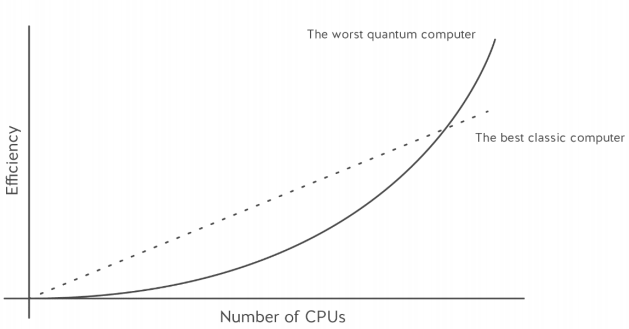 The worst quantum computer
The best classic computer
Efficiency
Number of CPUs